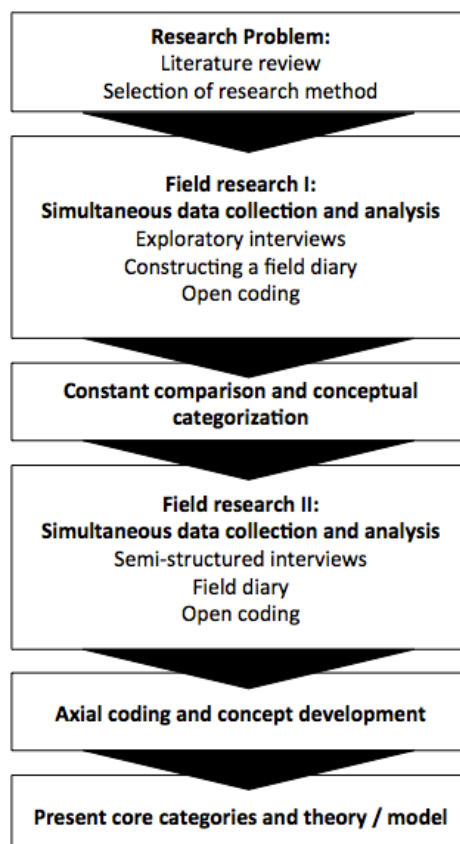 Research Problem:
Literature review
Selection of research method
Field research I:
Simultaneous data collection and analysis
Exploratory interviews
Constructing a field diary
Open coding
Constant comparison and conceptual
categorization
Field research II:
Simultaneous data collection and analysis
Semi-structured interviews
Field diary
Open coding
Axial coding and concept development
Present core categories and theory / model